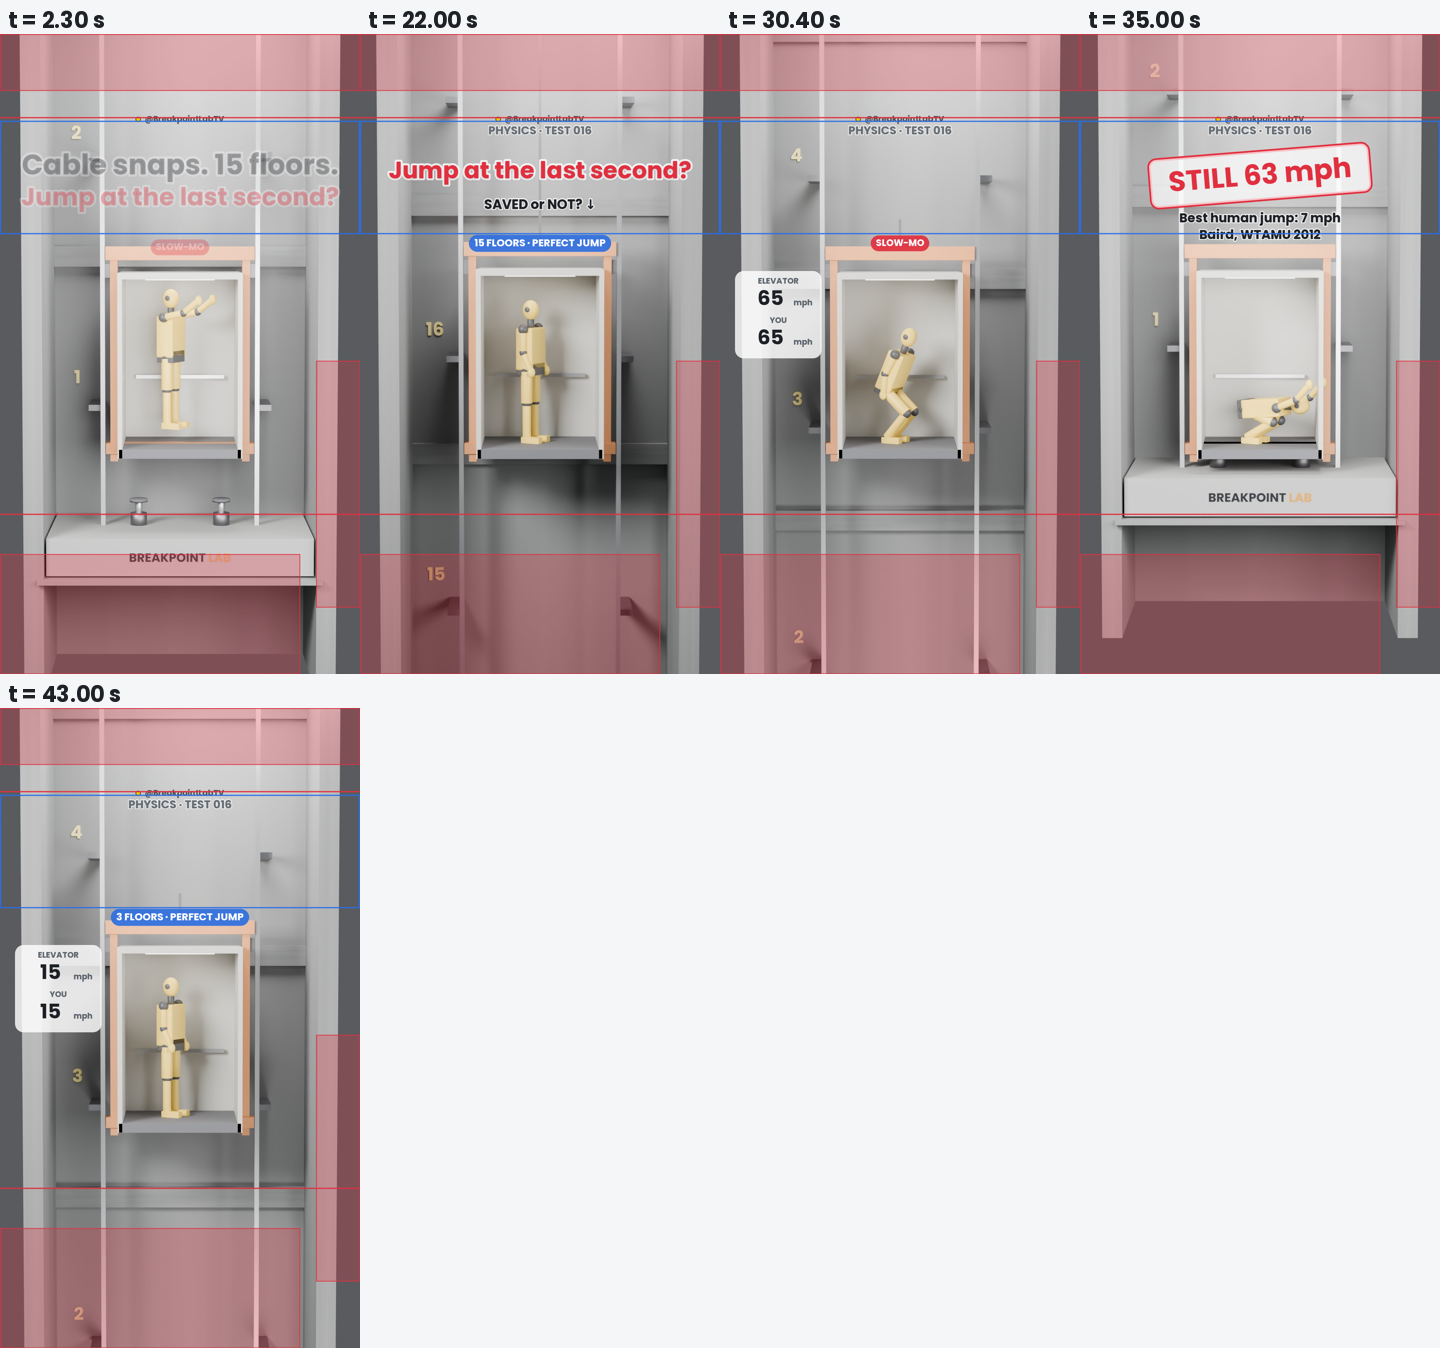 t = 2.30 s
2
@BreakpointLabTV
Cable snaps. 15 floors.
Jump at the last second?
SLOW-MO
1
BREAKPOINT LAB
t = 22.00 s
@BreakpointLabTV
PHYSICS · TEST 016
Jump at the last second?
SAVED or NOT? ↓
15 FLOORS · PERFECT JUMP
16
15
t = 30.40 s
@BreakpointLabTV
PHYSICS · TEST 016
4
SLOW-MO
ELEVATOR
65 mph
YOU
65 mph
3
2
t = 35.00 s
2
@BreakpointLabTV
PHYSICS · TEST 016
STILL 63 mph
Best human jump: 7 mph
Baird, WTAMU 2012
1
BREAKPOINT LAB
t = 43.00 s
@BreakpointLabTV
PHYSICS · TEST 016
4
3 FLOORS · PERFECT JUMP
ELEVATOR
15 mph
YOU
15 mph
3
2